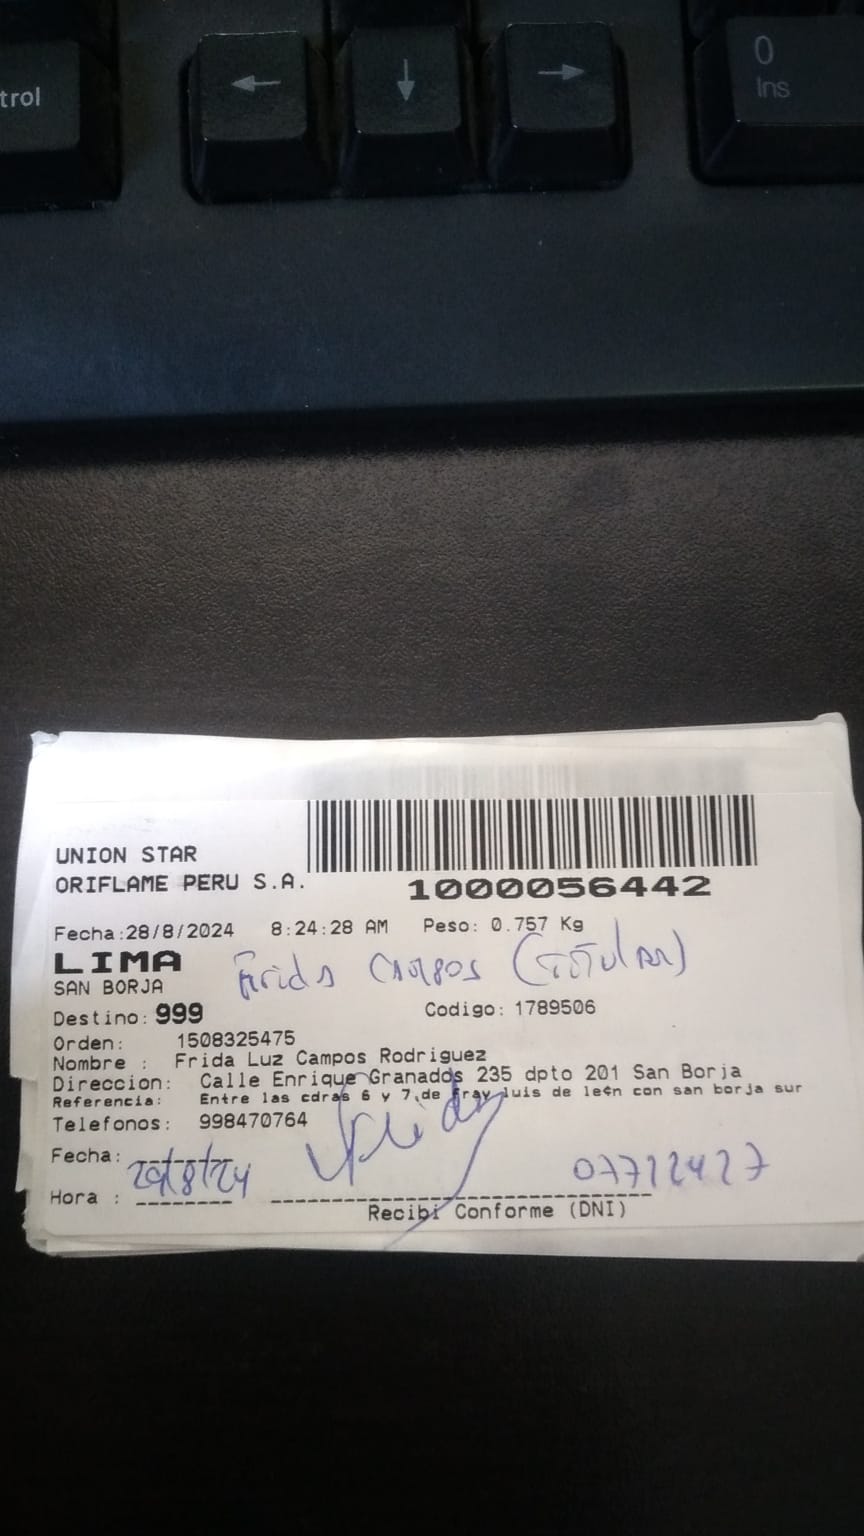 trol
←
↓
→
0
Ins
UNION STAR
ORIFLAME PERU S.A.
1000056442
Fecha:28/8/2024 8:24:28 AM Peso: 0.757 Kg
LIMA
Frida Campos (Titular)
SAN BORJA
Destino: 999 Codigo: 1789506
Orden: 1508325475
Nombre : Frida Luz Campos Rodriguez
Direccion: Calle Enrique Granados 235 dpto 201 San Borja
Referencia: Entre las cdras 6 y 7,de fray luis de le¢n con san borja sur
Telefonos: 998470764
Fecha: 29/8/24
07722427
Hora :
Recibi Conforme (DNI)